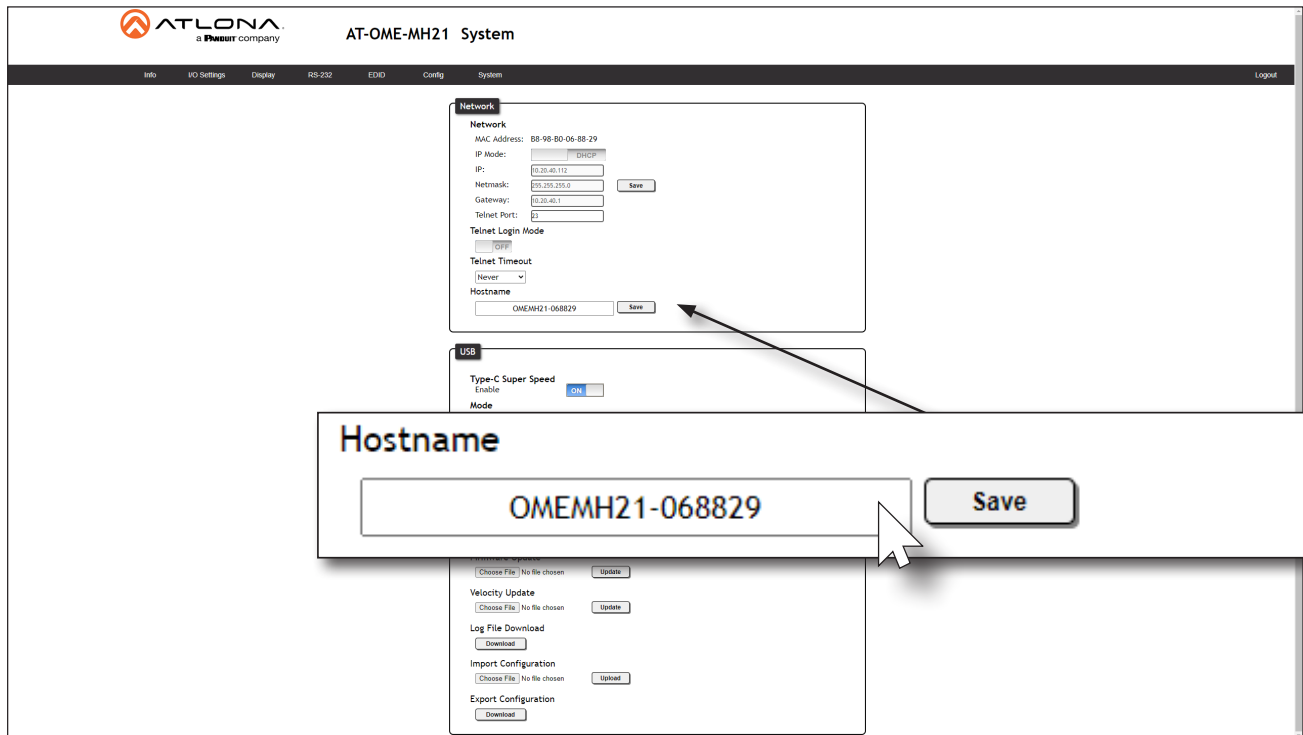 ATLONA.
a PANDUIT company
AT-OME-MH21 System
Info I/O Settings Display RS-232 EDID Config System Logout
Network
Network
MAC Address: B8-98-B0-06-88-29
IP Mode: DHCP
IP: 10.20.40.112
Netmask: 255.255.255.0 Save
Gateway: 10.20.40.1
Telnet Port: 23
Telnet Login Mode
OFF
Telnet Timeout
Never
Hostname
OMEMH21-068829 Save
USB
Type-C Super Speed
Enable ON
Mode
Hostname
OMEMH21-068829 Save
Firmware Update
Choose File No file chosen Update
Velocity Update
Choose File No file chosen Update
Log File Download
Download
Import Configuration
Choose File No file chosen Upload
Export Configuration
Download